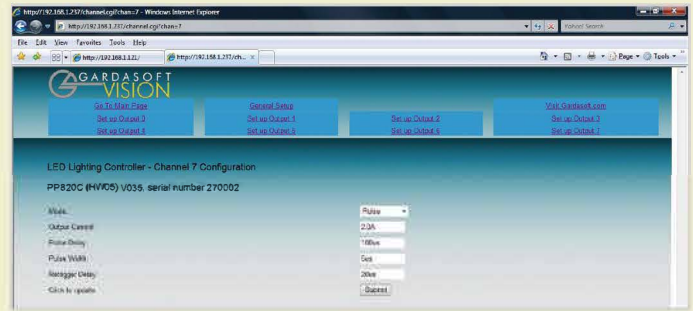 http://192.168.1.237/channel.cgi?chan=7 - Windows Internet Explorer
http://192.168.1.237/channel.cgi?chan=7
Yahoo! Search
File Edit View Favorites Tools Help
http://192.168.1.121/
http://192.168.1.237/ch...
Page
Tools
GARDASOFT
VISION
Go To Main Page
General Setup
Visit Gardasoft.com
Set up Output 0
Set up Output 1
Set up Output 2
Set up Output 3
Set up Output 4
Set up Output 5
Set up Output 6
Set up Output 7
LED Lighting Controller - Channel 7 Configuration
PP820C (HW05) V036, serial number 270002
Mode:
Pulse
Output Current
2.0A
Pulse Delay
100us
Pulse Width
5us
Retrigger Delay
20us
Click to update
Submit